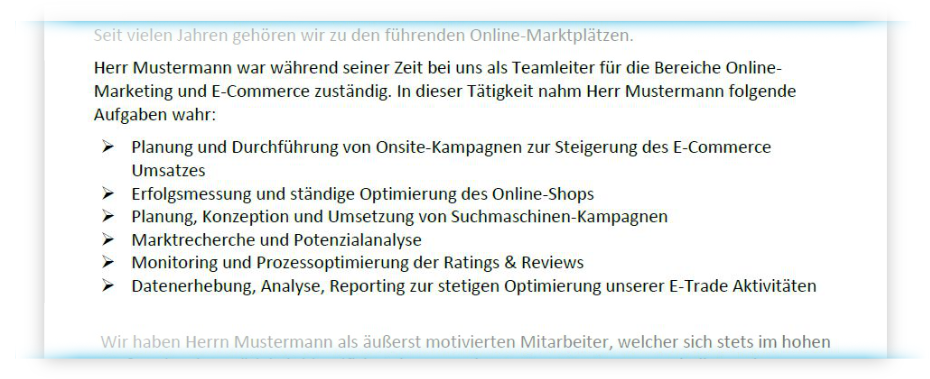 Seit vielen Jahren gehören wir zu den führenden Online-Marktplätzen.
Herr Mustermann war während seiner Zeit bei uns als Teamleiter für die Bereiche Online-
Marketing und E-Commerce zuständig. In dieser Tätigkeit nahm Herr Mustermann folgende
Aufgaben wahr:
➢ Planung und Durchführung von Onsite-Kampagnen zur Steigerung des E-Commerce
Umsatzes
➢ Erfolgsmessung und ständige Optimierung des Online-Shops
➢ Planung, Konzeption und Umsetzung von Suchmaschinen-Kampagnen
➢ Marktrecherche und Potenzialanalyse
➢ Monitoring und Prozessoptimierung der Ratings & Reviews
➢ Datenerhebung, Analyse, Reporting zur stetigen Optimierung unserer E-Trade Aktivitäten
Wir haben Herrn Mustermann als äußerst motivierten Mitarbeiter, welcher sich stets im hohen